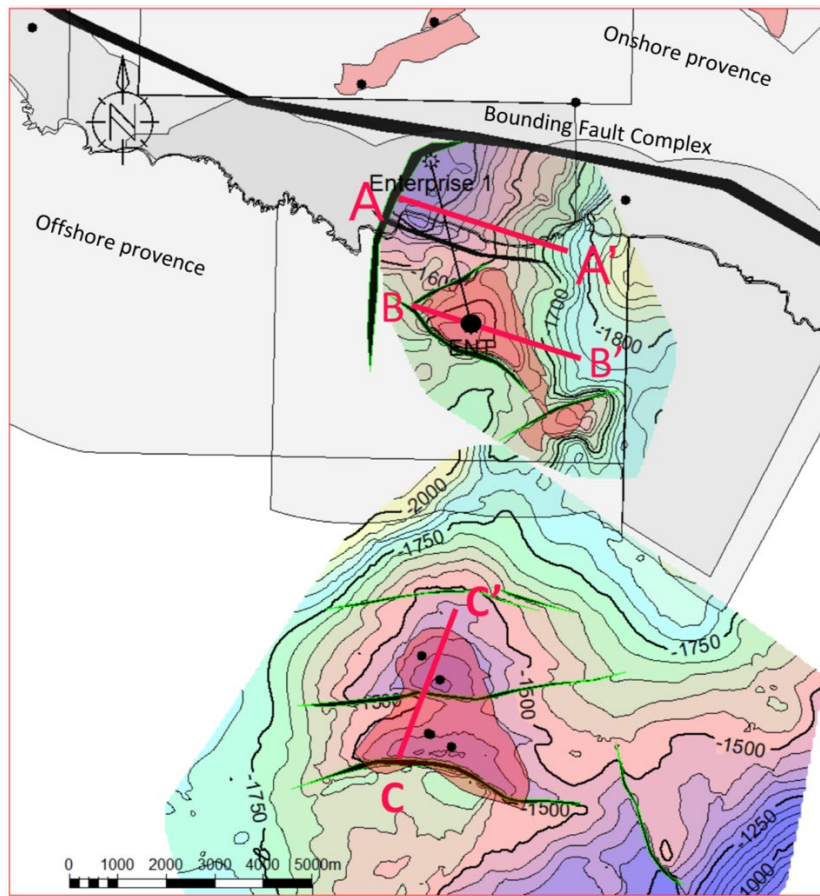 Onshore provence
Bounding Fault Complex
N
Enterprise 1
A
A'
Offshore provence
-1600
-1700
B
-1800
ENT
B'
-2000
-1750
-1750
C'
-1500
-1500
-1500
-1750
C
-1500
-1250
1000
0 1000 2000 3000 4000 5000m